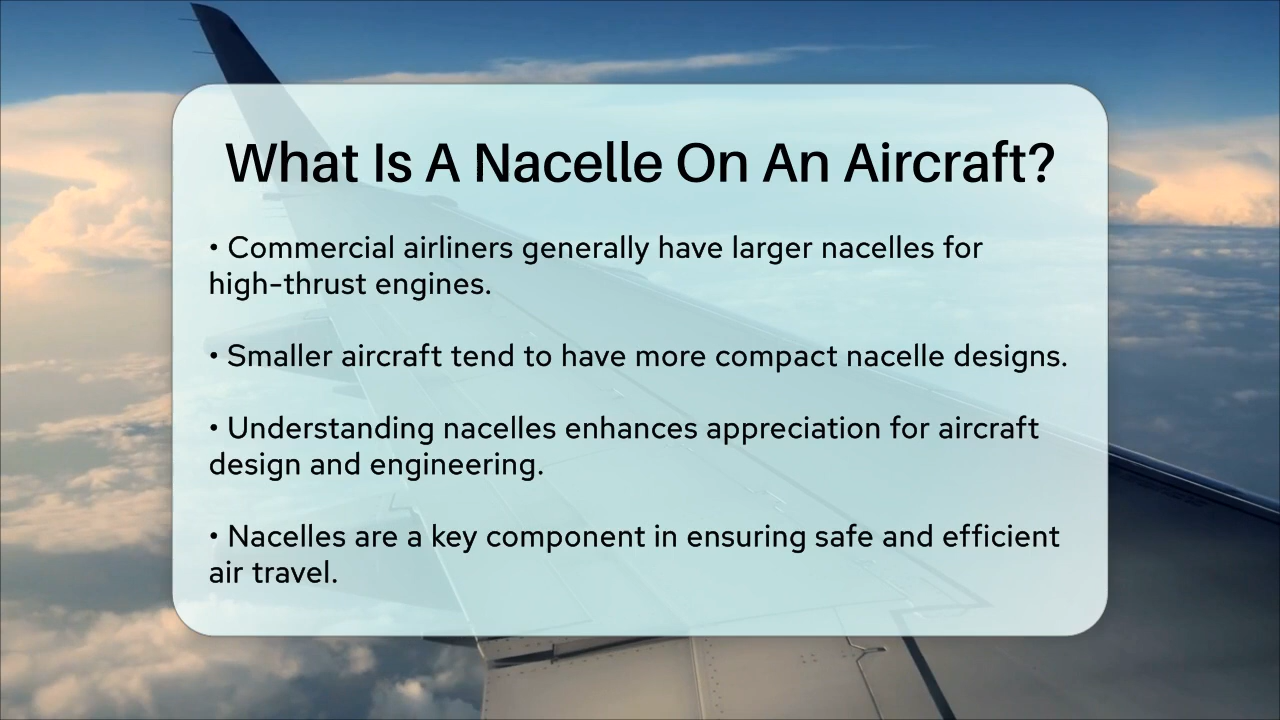 What Is A Nacelle On An Aircraft?
• Commercial airliners generally have larger nacelles for
high-thrust engines.
• Smaller aircraft tend to have more compact nacelle designs.
• Understanding nacelles enhances appreciation for aircraft
design and engineering.
• Nacelles are a key component in ensuring safe and efficient
air travel.